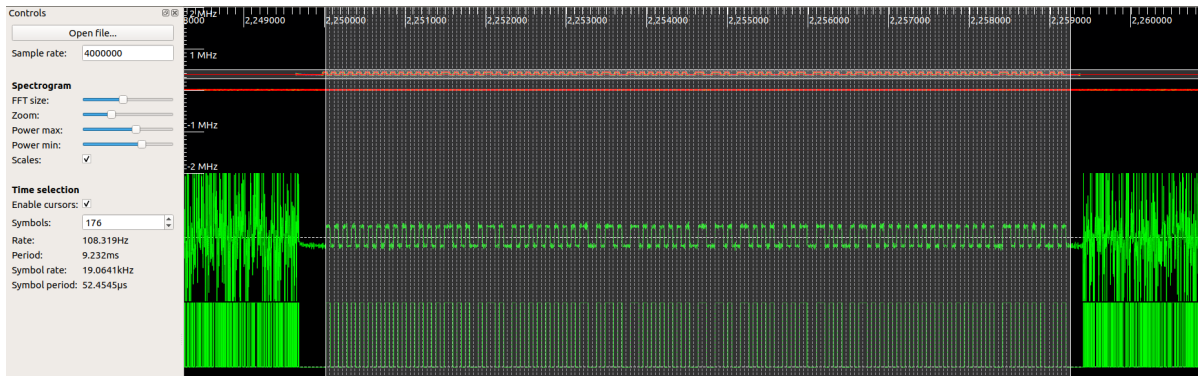 Controls
Open file...
Sample rate: 4000000
Spectrogram
FFT size:
Zoom:
Power max:
Power min:
Scales:
Time selection
Enable cursors:
Symbols: 176
Rate: 108.319Hz
Period: 9.232ms
Symbol rate: 19.0641kHz
Symbol period: 52.4545µs
2 MHz
8000 2,249000 2,250000 2,251000 2,252000 2,253000 2,254000 2,255000 2,256000 2,257000 2,258000 2,259000 2,260000
1 MHz
-1 MHz
-2 MHz